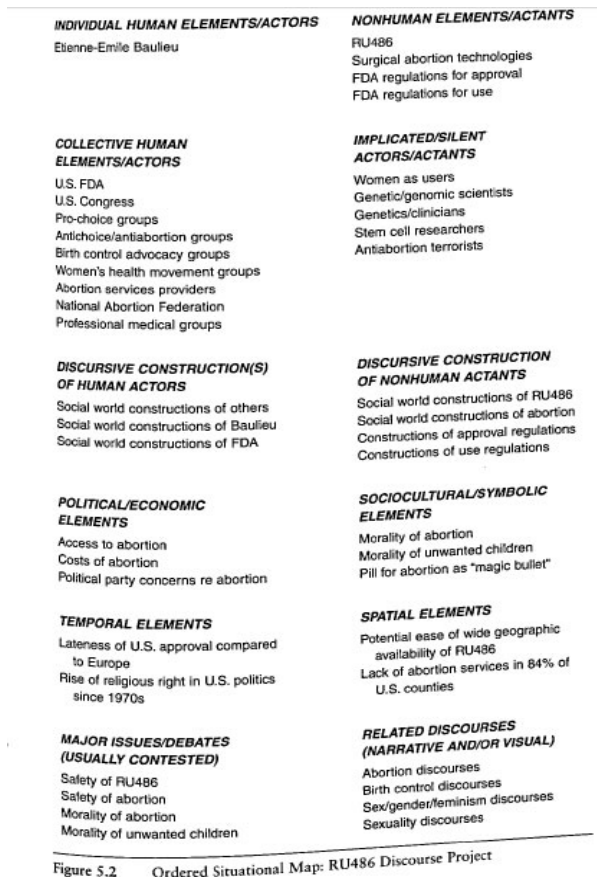 INDIVIDUAL HUMAN ELEMENTS/ACTORS
Etienne-Emile Baulieu
NONHUMAN ELEMENTS/ACTANTS
RU486
Surgical abortion technologies
FDA regulations for approval
FDA regulations for use
COLLECTIVE HUMAN
ELEMENTS/ACTORS
U.S. FDA
U.S. Congress
Pro-choice groups
Antichoice/antiabortion groups
Birth control advocacy groups
Women's health movement groups
Abortion services providers
National Abortion Federation
Professional medical groups
IMPLICATED/SILENT
ACTORS/ACTANTS
Women as users
Genetic/genomic scientists
Genetics/clinicians
Stem cell researchers
Antiabortion terrorists
DISCURSIVE CONSTRUCTION(S)
OF HUMAN ACTORS
Social world constructions of others
Social world constructions of Baulieu
Social world constructions of FDA
DISCURSIVE CONSTRUCTION
OF NONHUMAN ACTANTS
Social world constructions of RU486
Social world constructions of abortion
Constructions of approval regulations
Constructions of use regulations
POLITICAL/ECONOMIC
ELEMENTS
Access to abortion
Costs of abortion
Political party concerns re abortion
SOCIOCULTURAL/SYMBOLIC
ELEMENTS
Morality of abortion
Morality of unwanted children
Pill for abortion as "magic bullet"
TEMPORAL ELEMENTS
Lateness of U.S. approval compared
to Europe
Rise of religious right in U.S. politics
since 1970s
SPATIAL ELEMENTS
Potential ease of wide geographic
availability of RU486
Lack of abortion services in 84% of
U.S. counties
MAJOR ISSUES/DEBATES
(USUALLY CONTESTED)
Safety of RU486
Safety of abortion
Morality of abortion
Morality of unwanted children
RELATED DISCOURSES
(NARRATIVE AND/OR VISUAL)
Abortion discourses
Birth control discourses
Sex/gender/feminism discourses
Sexuality discourses
Figure 5.2 Ordered Situational Map: RU486 Discourse Project